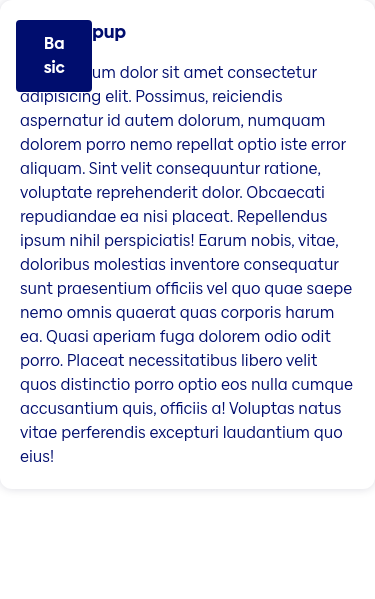 Ba
sic
pup
um dolor sit amet consectetur
adipisicing elit. Possimus, reiciendis
aspernatur id autem dolorum, numquam
dolorem porro nemo repellat optio iste error
aliquam. Sint velit consequuntur ratione,
voluptate reprehenderit dolor. Obcaecati
repudiandae ea nisi placeat. Repellendus
ipsum nihil perspiciatis! Earum nobis, vitae,
doloribus molestias inventore consequatur
sunt praesentium officiis vel quo quae saepe
nemo omnis quaerat quas corporis harum
ea. Quasi aperiam fuga dolorem odio odit
porro. Placeat necessitatibus libero velit
quos distinctio porro optio eos nulla cumque
accusantium quis, officiis a! Voluptas natus
vitae perferendis excepturi laudantium quo
eius!